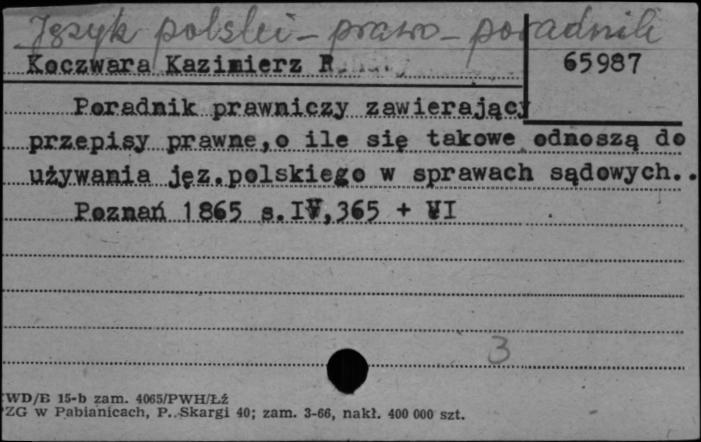 Język polski - prawo - poradnik
Koczwara Kazimierz R.
65987
Poradnik prawniczy zawierający
przepisy prawne,o ile się takowe odnoszą do
używania jęz.polskiego w sprawach sądowych..
Poznań 1865 s.IV,365 + VI
3
WD/B 15-b zam. 4065/PWH/Łź
ZG w Pabianicach, P. Skargi 40; zam. 3-66, nakł. 400 000 szt.